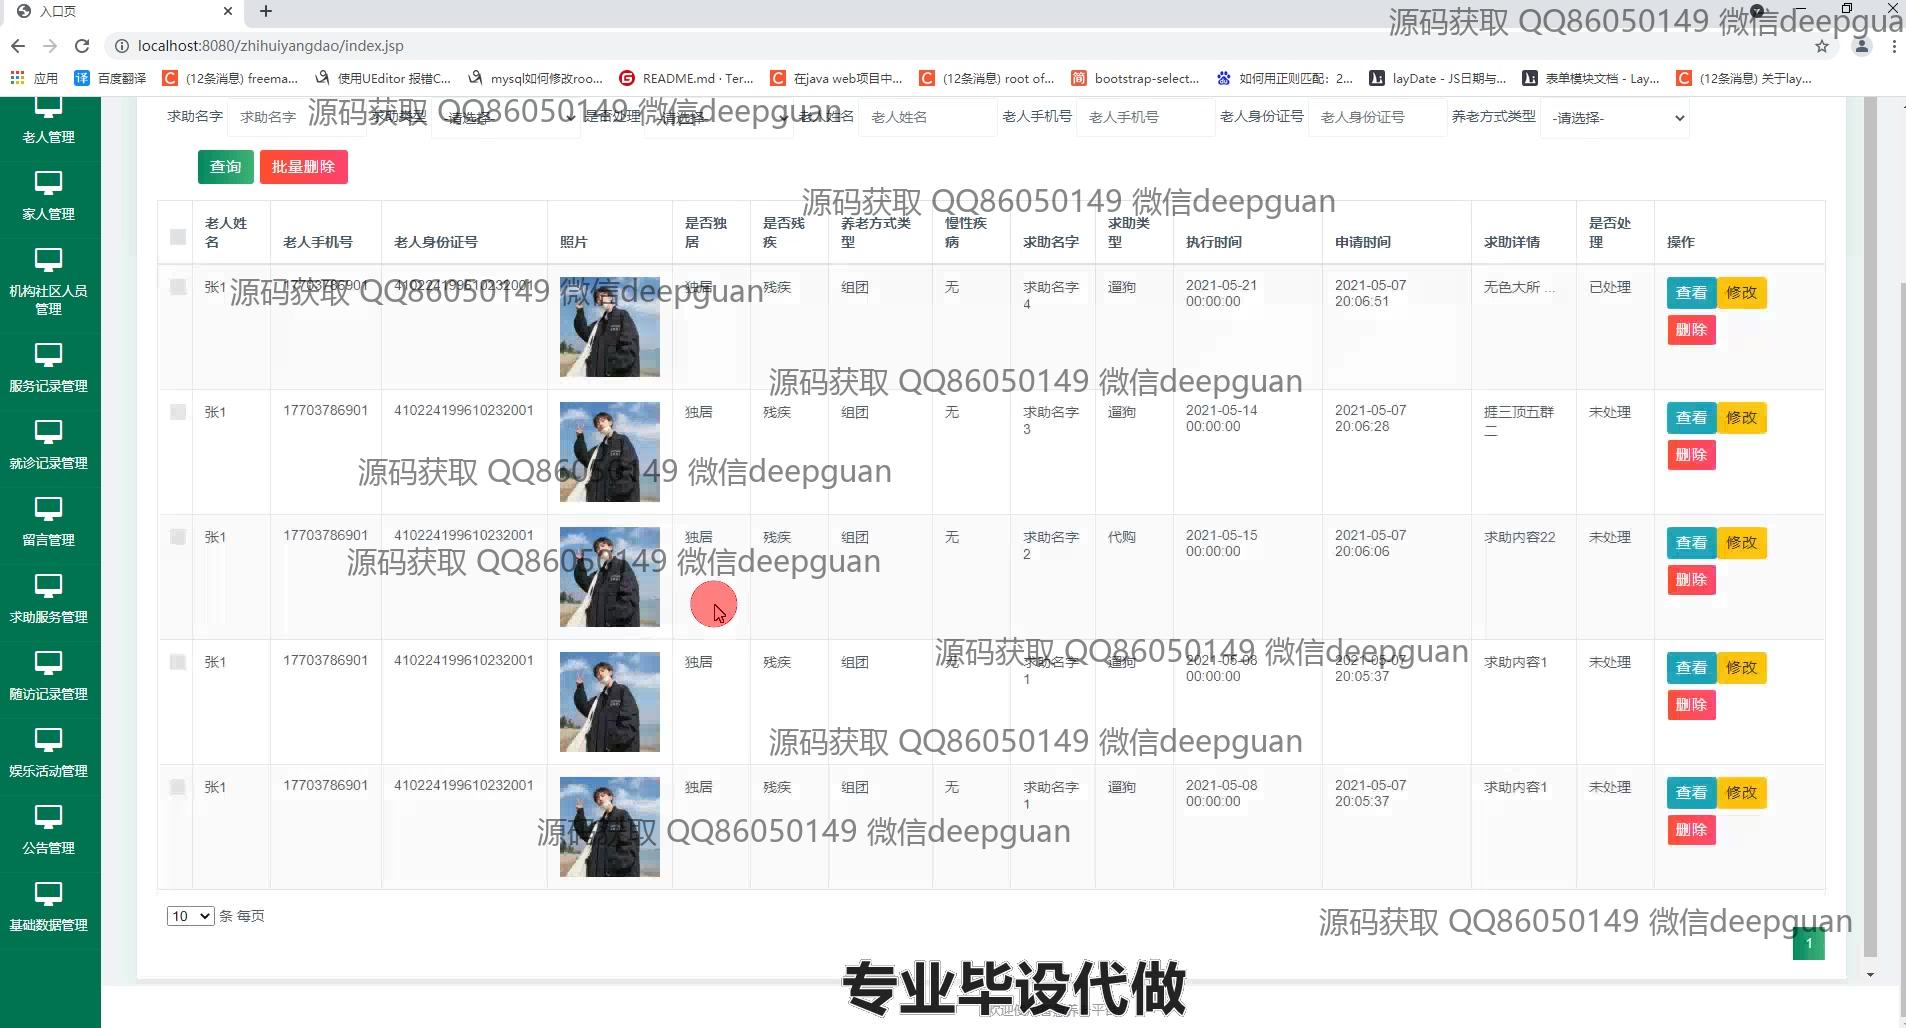 入口页
源码获取 QQ86050149 微信deepgua
localhost:8080/zhihuiyangdao/index.jsp
应用 百度翻译 (12条消息) freema... 使用UEditor 报错C... mysql如何修改roo... README.md · Ter... 在java web项目中... (12条消息) root of... bootstrap-select... 如何用正则匹配：2... layDate - JS日期与... 表单模块文档 - Lay... (12条消息) 关于lay...
求助名字 求助名字 求助类型 -请选择- 是否处理 -请选择- 老人姓名 老人姓名 老人手机号 老人手机号 老人身份证号 老人身份证号 养老方式类型 -请选择-
源码获取 QQ86050149 微信deepguan
查询 批量删除
源码获取 QQ86050149 微信deepguan
老人姓名 老人手机号 老人身份证号 照片 是否独居 是否残疾 养老方式类型 慢性疾病 求助名字 求助类型 执行时间 申请时间 求助详情 是否处理 操作
张1 17703786901 410224199610232001 独居 残疾 组团 无 求助名字4 遛狗 2021-05-21 00:00:00 2021-05-07 20:06:51 无色大所 ... 已处理 查看 修改 删除
源码获取 QQ86050149 微信deepguan
源码获取 QQ86050149 微信deepguan
张1 17703786901 410224199610232001 独居 残疾 组团 无 求助名字3 遛狗 2021-05-14 00:00:00 2021-05-07 20:06:28 捱三顶五群二 未处理 查看 修改 删除
源码获取 QQ86050149 微信deepguan
张1 17703786901 410224199610232001 独居 残疾 组团 无 求助名字2 代购 2021-05-15 00:00:00 2021-05-07 20:06:06 求助内容22 未处理 查看 修改 删除
源码获取 QQ86050149 微信deepguan
源码获取 QQ86050149 微信deepguan
张1 17703786901 410224199610232001 独居 残疾 组团 无 求助名字1 遛狗 2021-05-08 00:00:00 2021-05-07 20:05:37 求助内容1 未处理 查看 修改 删除
源码获取 QQ86050149 微信deepguan
张1 17703786901 410224199610232001 独居 残疾 组团 无 求助名字1 遛狗 2021-05-08 00:00:00 2021-05-07 20:05:37 求助内容1 未处理 查看 修改 删除
源码获取 QQ86050149 微信deepguan
10 条 每页
源码获取 QQ86050149 微信deepguan
1
老人管理
家人管理
机构社区人员
管理
服务记录管理
就诊记录管理
留言管理
求助服务管理
随访记录管理
娱乐活动管理
公告管理
基础数据管理
专业毕设代做